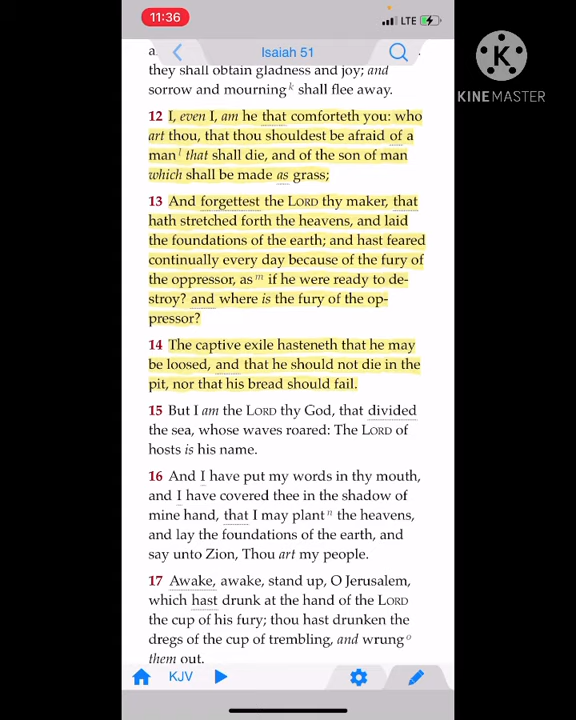 11:36
LTE
Isaiah 51
K
KINEMASTER
they shall obtain gladness and joy; and
sorrow and mourning k shall flee away.
12 I, even I, am he that comforteth you: who
art thou, that thou shouldest be afraid of a
man l that shall die, and of the son of man
which shall be made as grass;
13 And forgettest the LORD thy maker, that
hath stretched forth the heavens, and laid
the foundations of the earth; and hast feared
continually every day because of the fury of
the oppressor, as m if he were ready to de-
stroy? and where is the fury of the op-
pressor?
14 The captive exile hasteneth that he may
be loosed, and that he should not die in the
pit, nor that his bread should fail.
15 But I am the LORD thy God, that divided
the sea, whose waves roared: The LORD of
hosts is his name.
16 And I have put my words in thy mouth,
and I have covered thee in the shadow of
mine hand, that I may plant n the heavens,
and lay the foundations of the earth, and
say unto Zion, Thou art my people.
17 Awake, awake, stand up, O Jerusalem,
which hast drunk at the hand of the LORD
the cup of his fury; thou hast drunken the
dregs of the cup of trembling, and wrung o
them out.
KJV